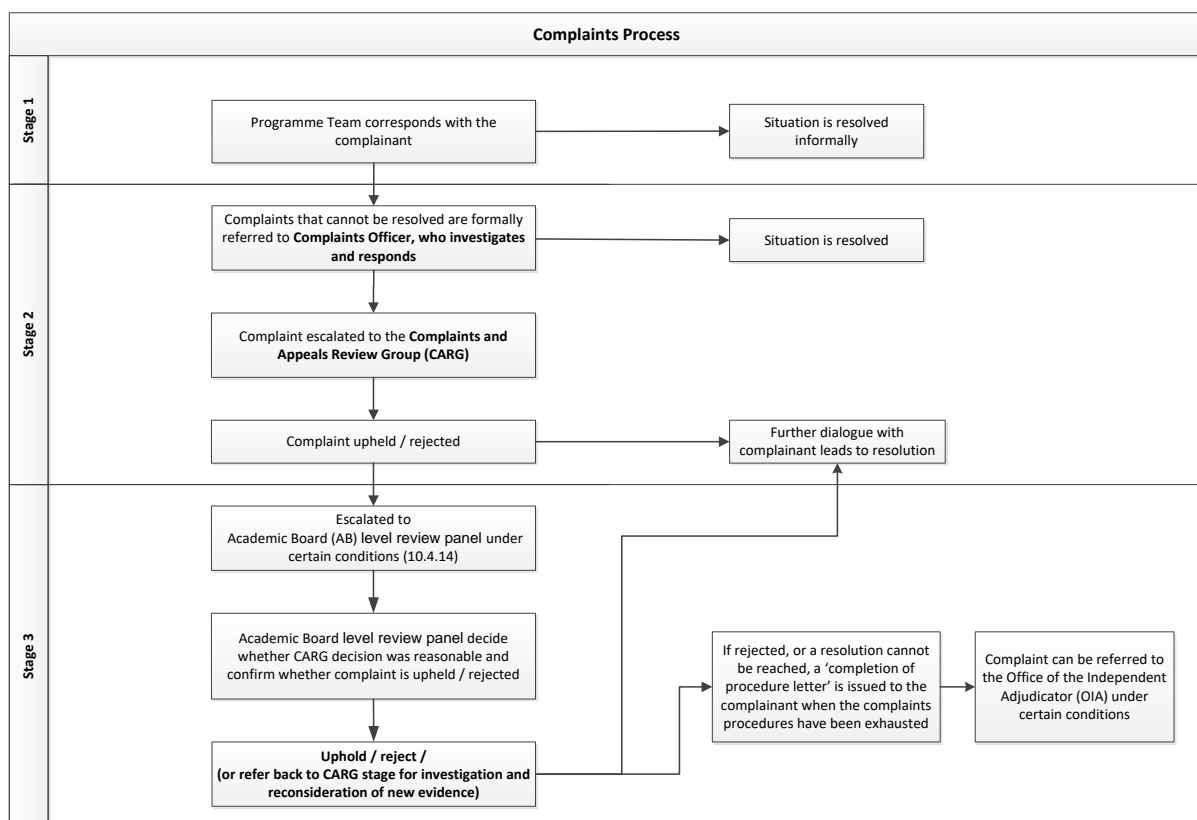 Complaints Process
Stage 1
Programme Team corresponds with the
complainant
Situation is resolved
informally
Stage 2
Complaints that cannot be resolved are formally
referred to Complaints Officer, who investigates
and responds
Situation is resolved
Complaint escalated to the Complaints and
Appeals Review Group (CARG)
Complaint upheld / rejected
Further dialogue with
complainant leads to resolution
Stage 3
Escalated to
Academic Board (AB) level review panel under
certain conditions (10.4.14)
Academic Board level review panel decide
whether CARG decision was reasonable and
confirm whether complaint is upheld / rejected
Uphold / reject /
(or refer back to CARG stage for investigation and
reconsideration of new evidence)
If rejected, or a resolution cannot
be reached, a ‘completion of
procedure letter’ is issued to the
complainant when the complaints
procedures have been exhausted
Complaint can be referred to
the Office of the Independent
Adjudicator (OIA) under
certain conditions